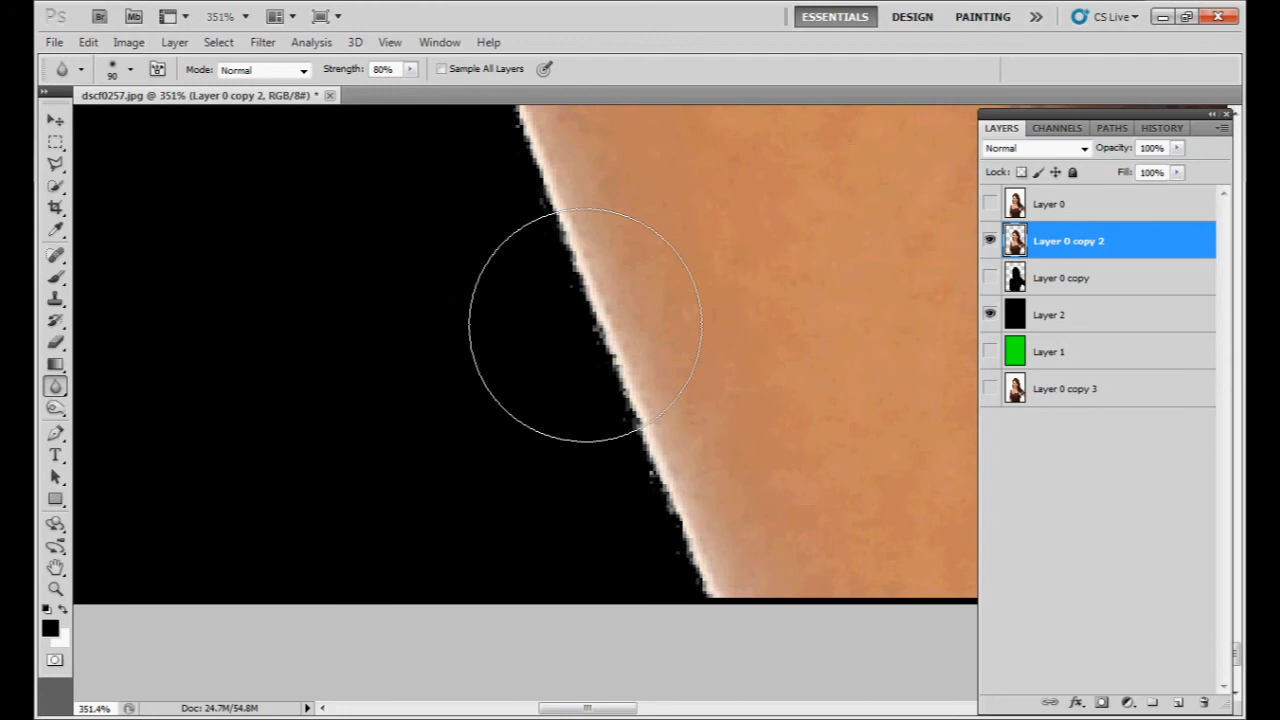 Ps Br Mb 351% ESSENTIALS DESIGN PAINTING CS Live
File Edit Image Layer Select Filter Analysis 3D View Window Help
90 Mode: Normal Strength: 80% Sample All Layers
dscf0257.jpg @ 351% (Layer 0 copy 2, RGB/8#) *
LAYERS CHANNELS PATHS HISTORY
Normal Opacity: 100%
Lock: Fill: 100%
Layer 0
Layer 0 copy 2
Layer 0 copy
Layer 2
Layer 1
Layer 0 copy 3
T
fx
351.4% Doc: 24.7M/54.8M